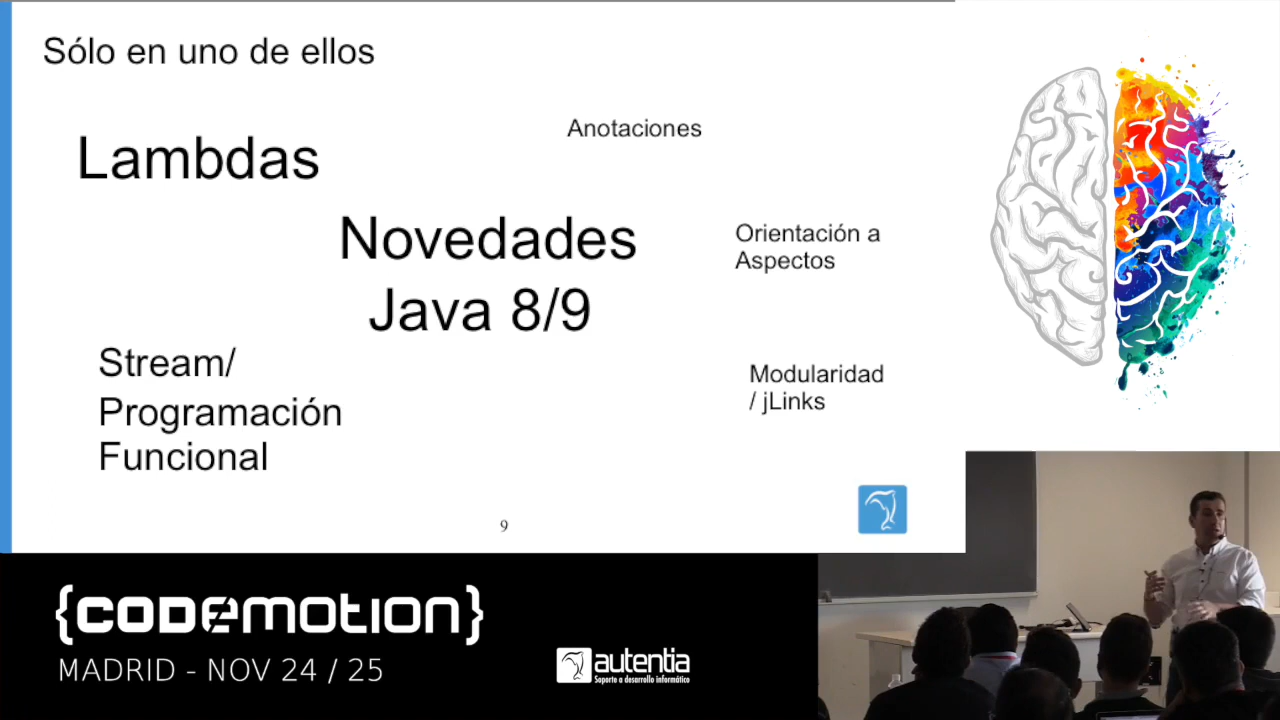 Sólo en uno de ellos
Anotaciones
Lambdas
Novedades
Java 8/9
Orientación a
Aspectos
Stream/
Programación
Funcional
Modularidad
/ jLinks
9
{CODEMOTION}
MADRID - NOV 24 / 25
autentia
Soporte a desarrollo informático